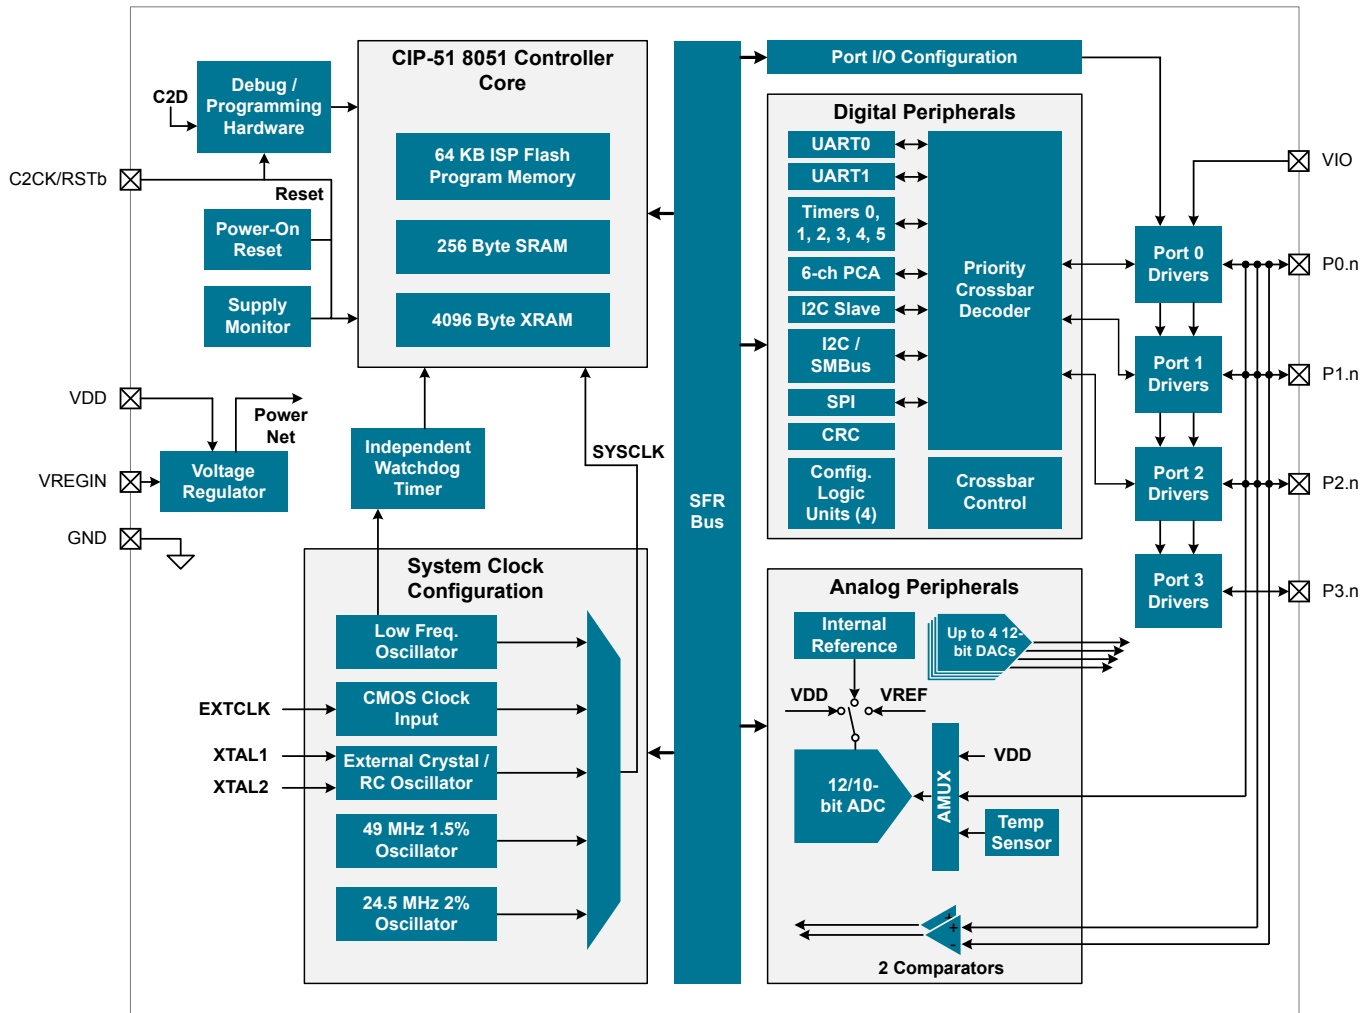 CIP-51 8051 Controller
Core
64 KB ISP Flash
Program Memory
256 Byte SRAM
4096 Byte XRAM
Debug /
Programming
Hardware
C2D
C2CK/RSTb
Reset
Power-On
Reset
Supply
Monitor
VDD
Power
Net
VREGIN
Voltage
Regulator
GND
Independent
Watchdog
Timer
SYSCLK
System Clock
Configuration
Low Freq.
Oscillator
CMOS Clock
Input
EXTCLK
XTAL1
XTAL2
External Crystal /
RC Oscillator
49 MHz 1.5%
Oscillator
24.5 MHz 2%
Oscillator
SFR
Bus
Port I/O Configuration
Digital Peripherals
UART0
UART1
Timers 0,
1, 2, 3, 4, 5
6-ch PCA
I2C Slave
I2C /
SMBus
SPI
CRC
Config.
Logic
Units (4)
Priority
Crossbar
Decoder
Crossbar
Control
Port 0
Drivers
Port 1
Drivers
Port 2
Drivers
Port 3
Drivers
VIO
P0.n
P1.n
P2.n
P3.n
Analog Peripherals
Internal
Reference
Up to 4 12-
bit DACs
VDD
VREF
12/10-
bit ADC
AMUX
VDD
Temp
Sensor
+
+
-
2 Comparators